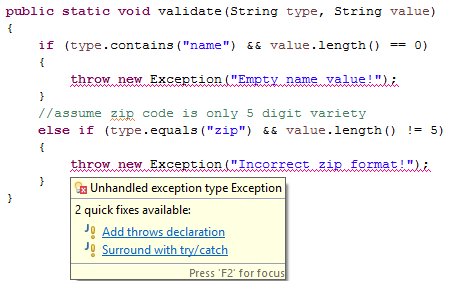 public static void validate(String type, String value)
{
    if (type.contains("name") && value.length() == 0)
    {
        throw new Exception("Empty name value!");
    }
    //assume zip code is only 5 digit variety
    else if (type.equals("zip") && value.length() != 5)
    {
        throw new Exception("Incorrect zip format!");
    }
}
Unhandled exception type Exception
2 quick fixes available:
Add throws declaration
Surround with try/catch
Press 'F2' for focus